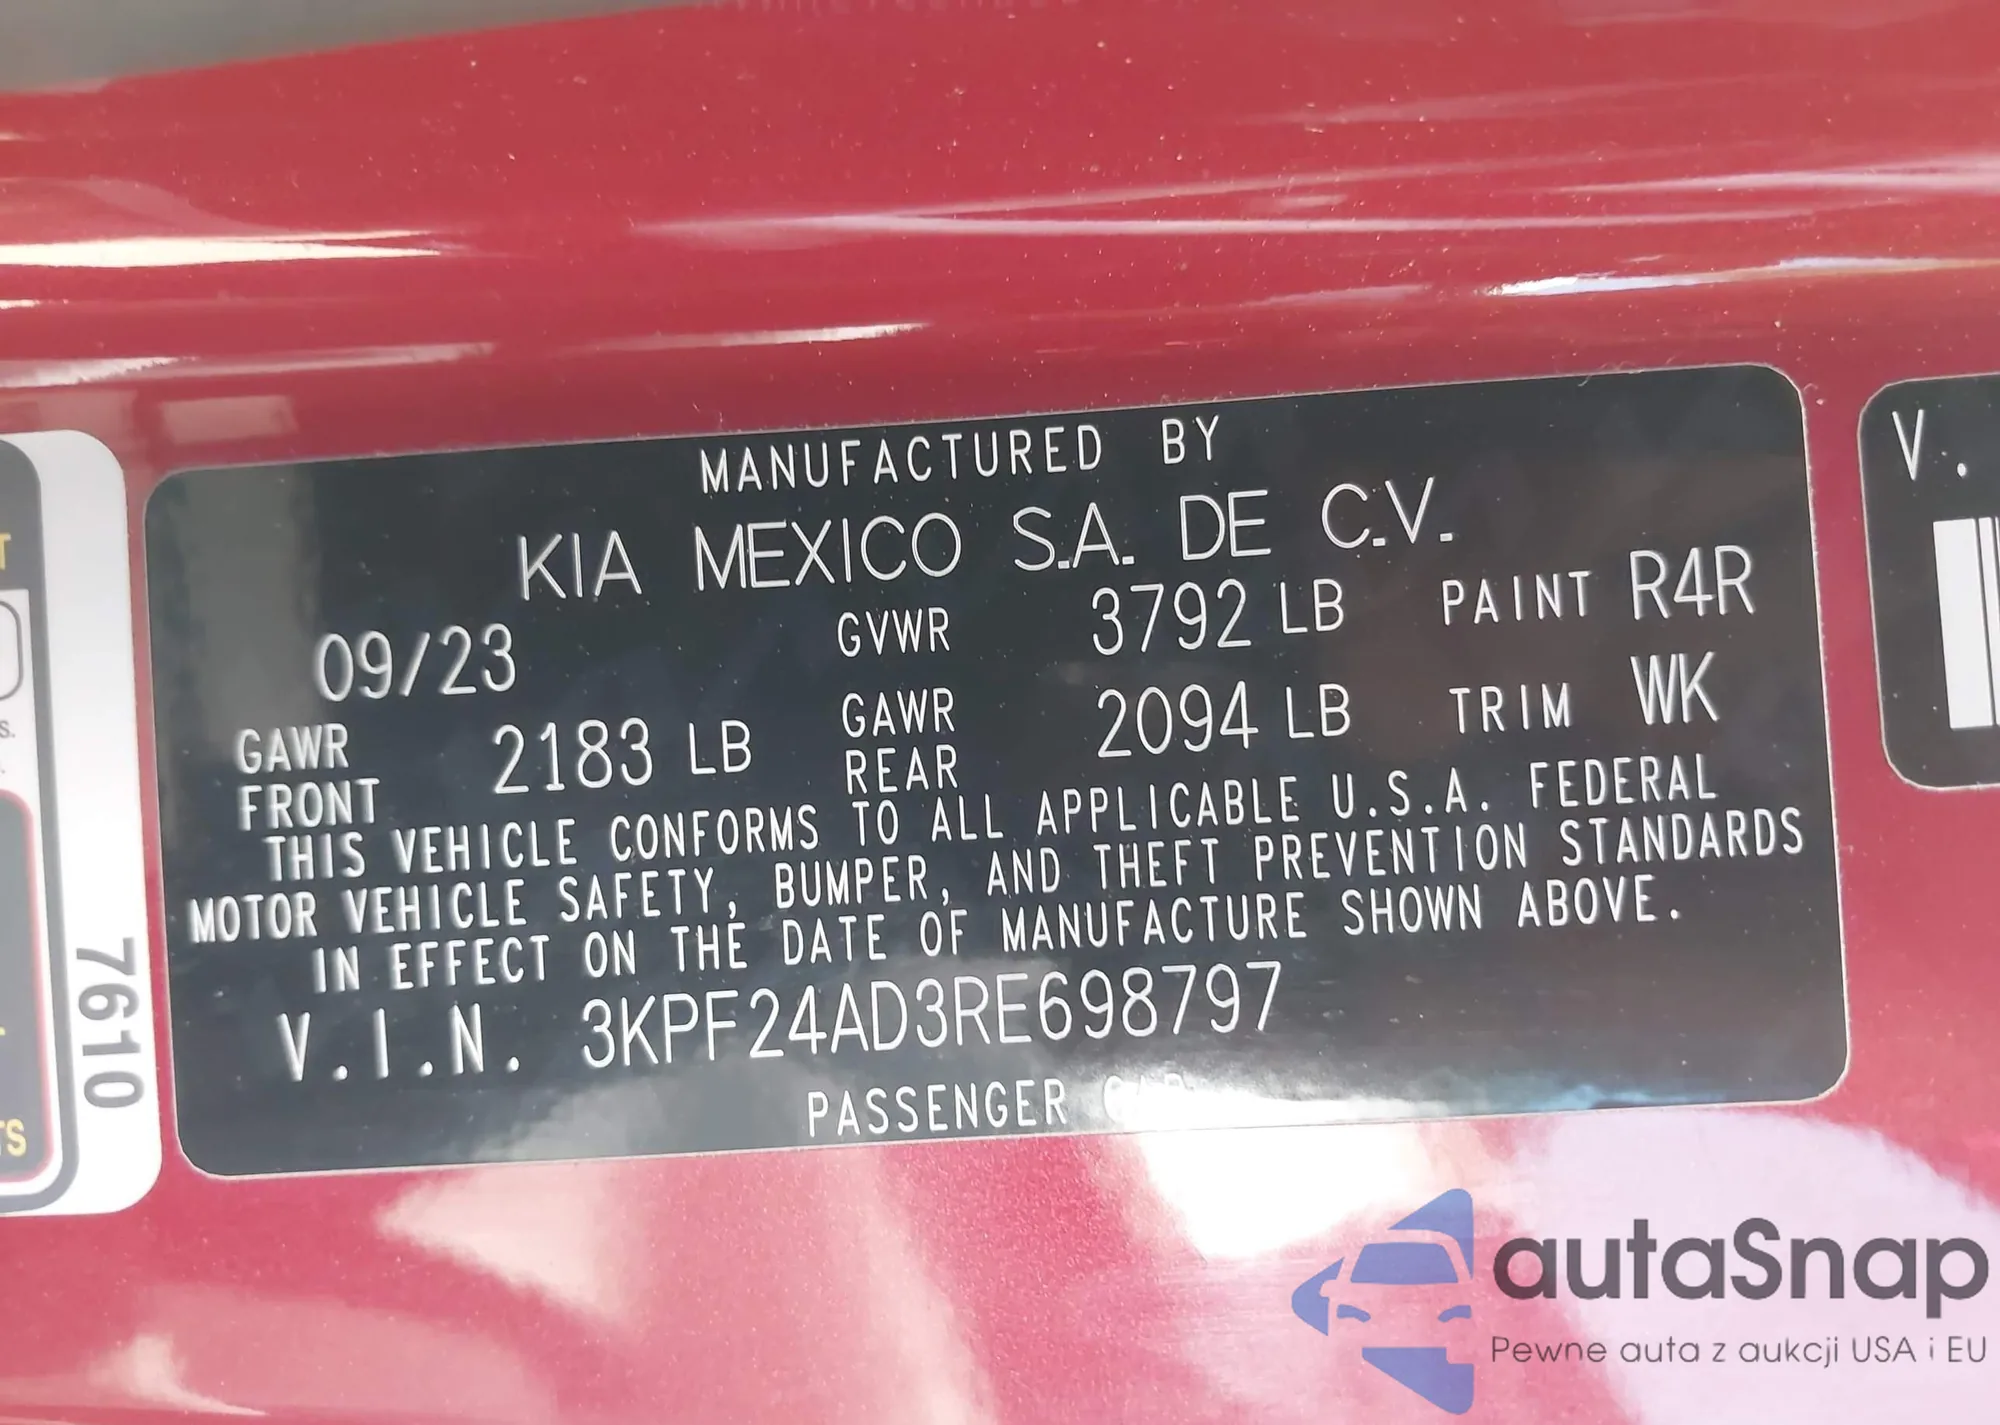 MANUFACTURED BY
KIA MEXICO S.A. DE C.V.
09/23 GVWR 3792 LB PAINT R4R
GAWR FRONT 2183 LB GAWR REAR 2094 LB TRIM WK
THIS VEHICLE CONFORMS TO ALL APPLICABLE U.S.A. FEDERAL
MOTOR VEHICLE SAFETY, BUMPER, AND THEFT PREVENTION STANDARDS
IN EFFECT ON THE DATE OF MANUFACTURE SHOWN ABOVE.
V.I.N. 3KPF24AD3RE698797
PASSENGER CAR
7610
V.
autaSnap
Pewne auta z aukcji USA i EU